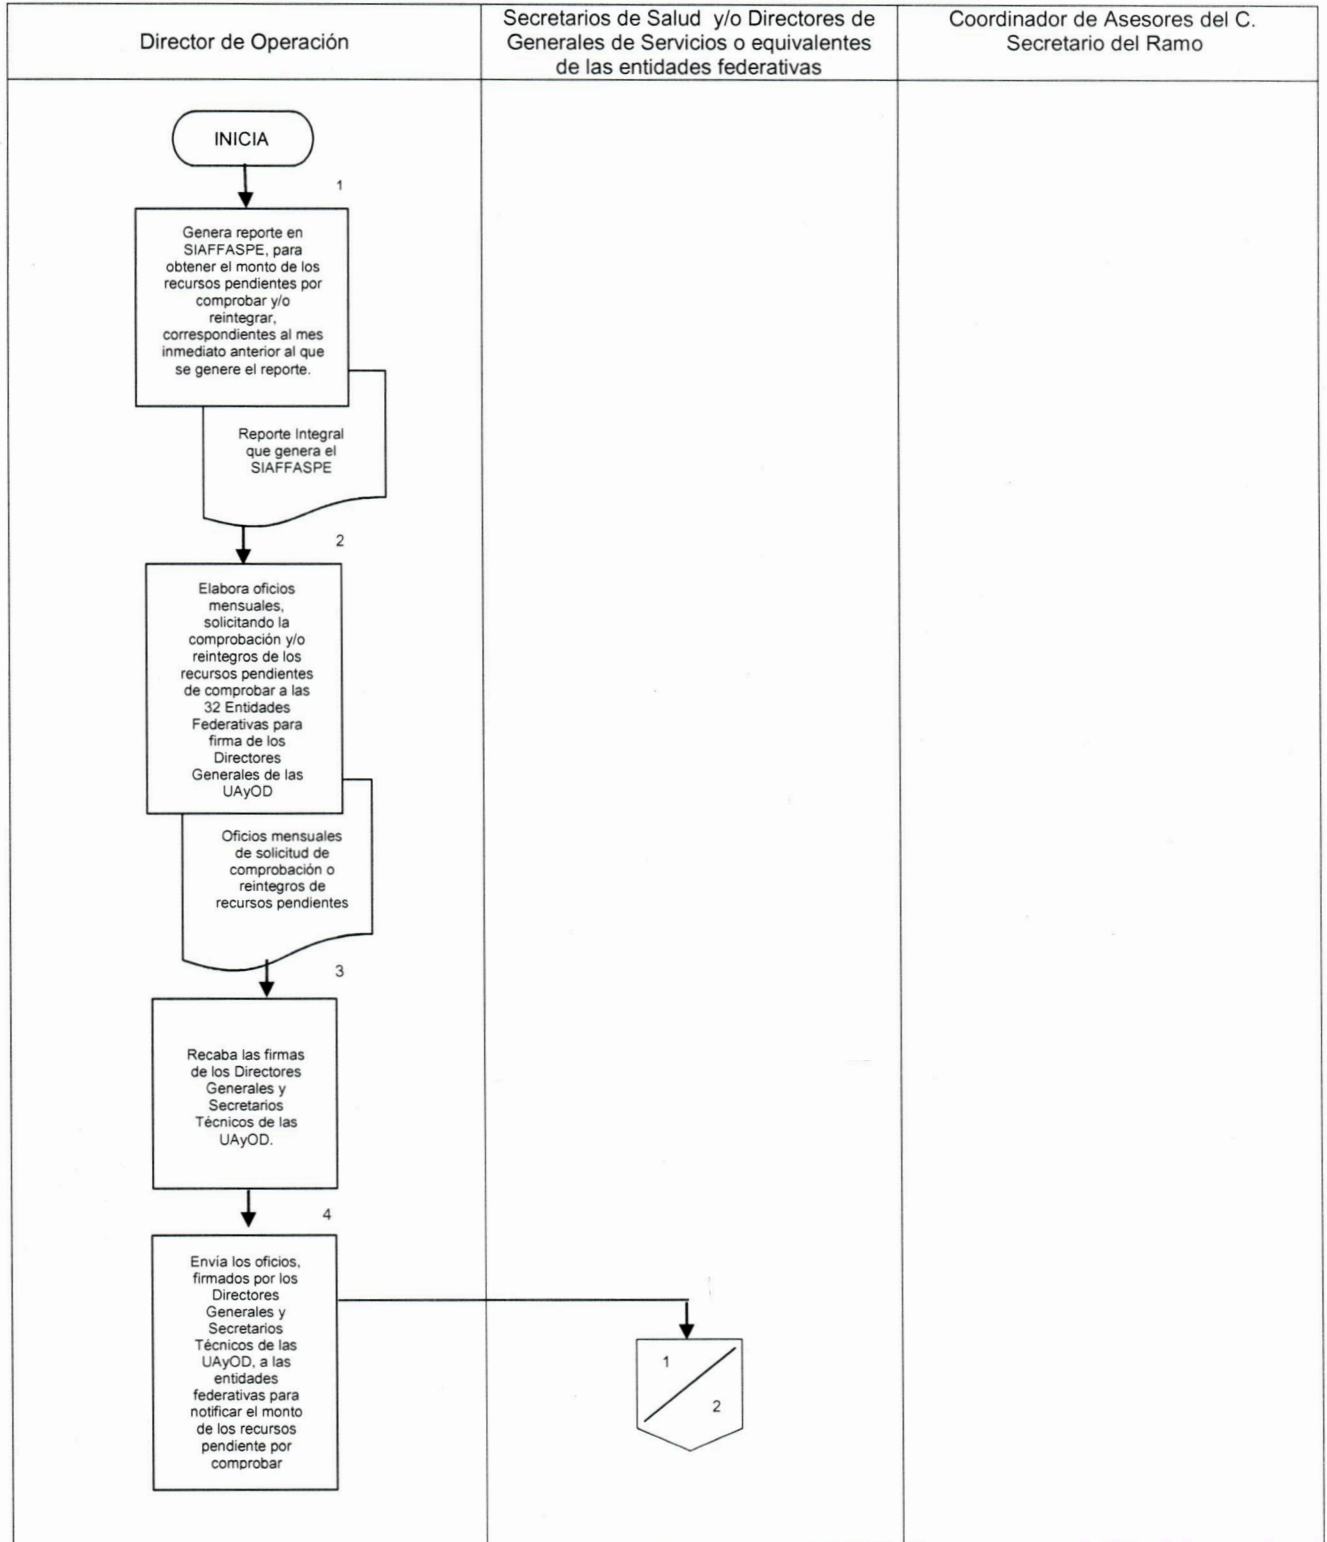 Director de Operación
Secretarios de Salud y/o Directores de
Generales de Servicios o equivalentes
de las entidades federativas
Coordinador de Asesores del C.
Secretario del Ramo
INICIA
1
Genera reporte en
SIAFFASPE, para
obtener el monto de los
recursos pendientes por
comprobar y/o
reintegrar,
correspondientes al mes
inmediato anterior al que
se genere el reporte.
Reporte Integral
que genera el
SIAFFASPE
2
Elabora oficios
mensuales,
solicitando la
comprobación y/o
reintegros de los
recursos pendientes
de comprobar a las
32 Entidades
Federativas para
firma de los
Directores
Generales de las
UAyOD
Oficios mensuales
de solicitud de
comprobación o
reintegros de
recursos pendientes
3
Recaba las firmas
de los Directores
Generales y
Secretarios
Técnicos de las
UAyOD.
4
Envía los oficios,
firmados por los
Directores
Generales y
Secretarios
Técnicos de las
UAyOD, a las
entidades
federativas para
notificar el monto
de los recursos
pendiente por
comprobar
1
2